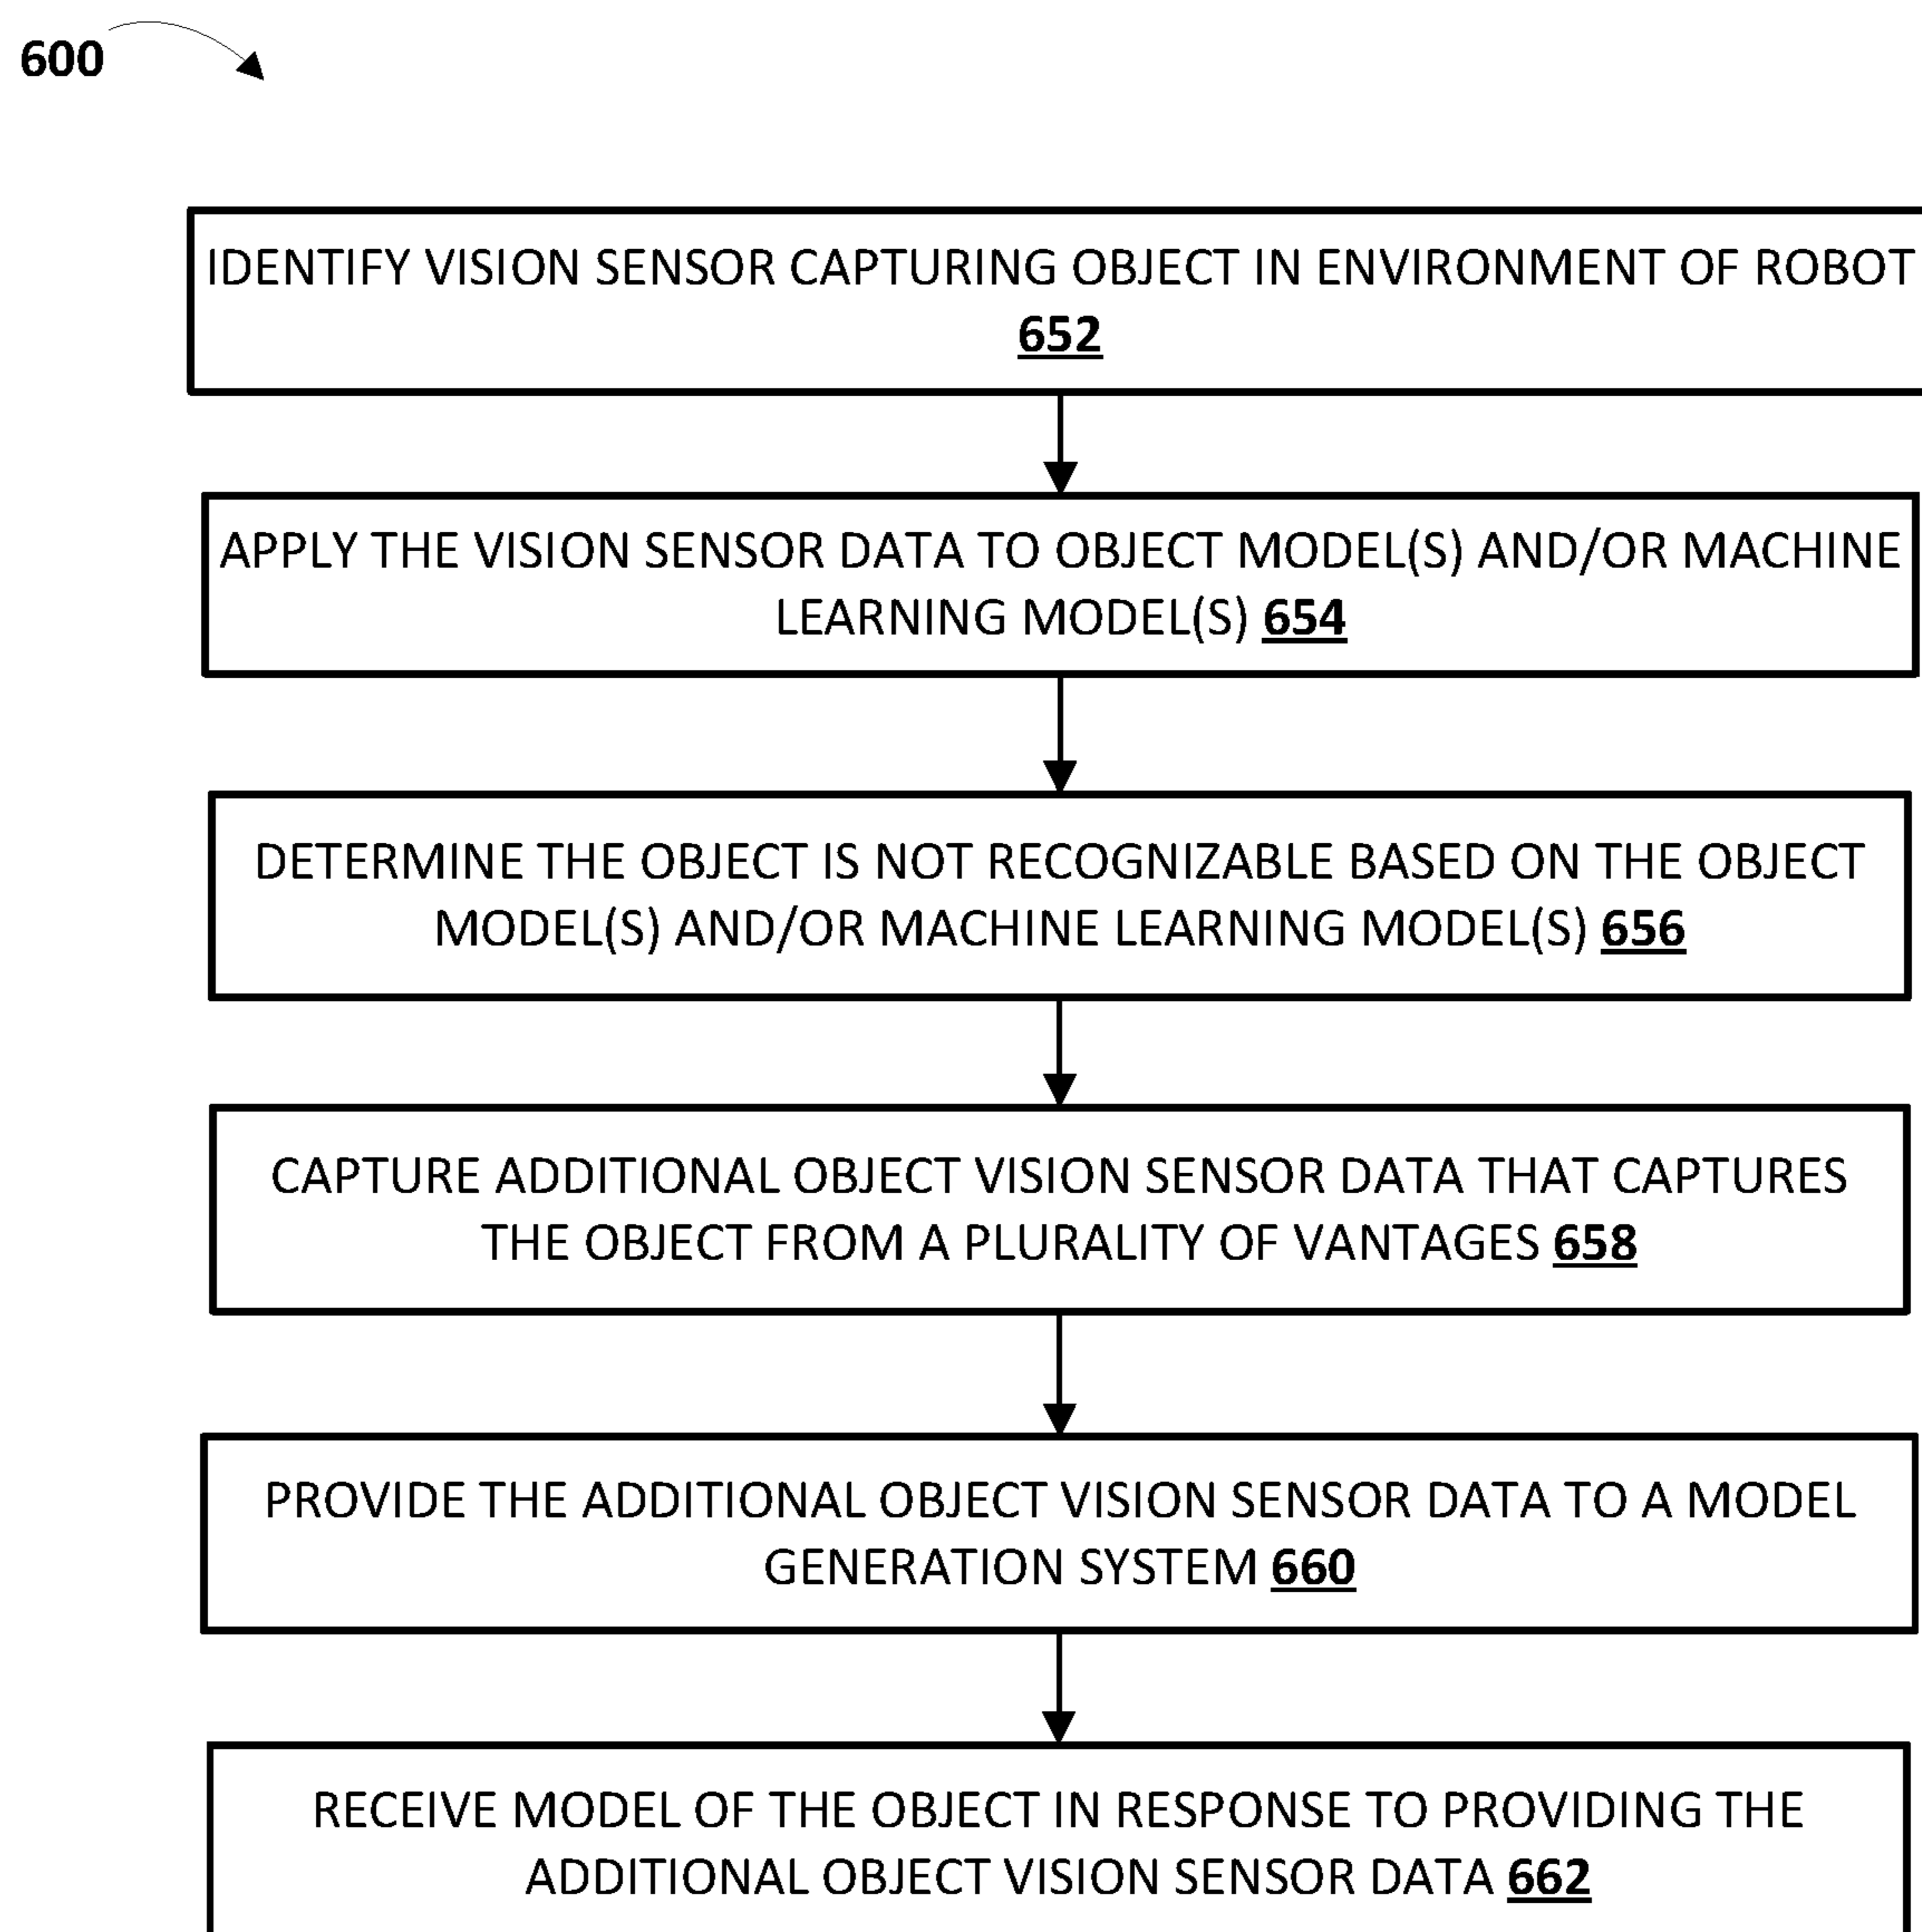 600
IDENTIFY VISION SENSOR CAPTURING OBJECT IN ENVIRONMENT OF ROBOT
652
APPLY THE VISION SENSOR DATA TO OBJECT MODEL(S) AND/OR MACHINE
LEARNING MODEL(S) 654
DETERMINE THE OBJECT IS NOT RECOGNIZABLE BASED ON THE OBJECT
MODEL(S) AND/OR MACHINE LEARNING MODEL(S) 656
CAPTURE ADDITIONAL OBJECT VISION SENSOR DATA THAT CAPTURES
THE OBJECT FROM A PLURALITY OF VANTAGES 658
PROVIDE THE ADDITIONAL OBJECT VISION SENSOR DATA TO A MODEL
GENERATION SYSTEM 660
RECEIVE MODEL OF THE OBJECT IN RESPONSE TO PROVIDING THE
ADDITIONAL OBJECT VISION SENSOR DATA 662